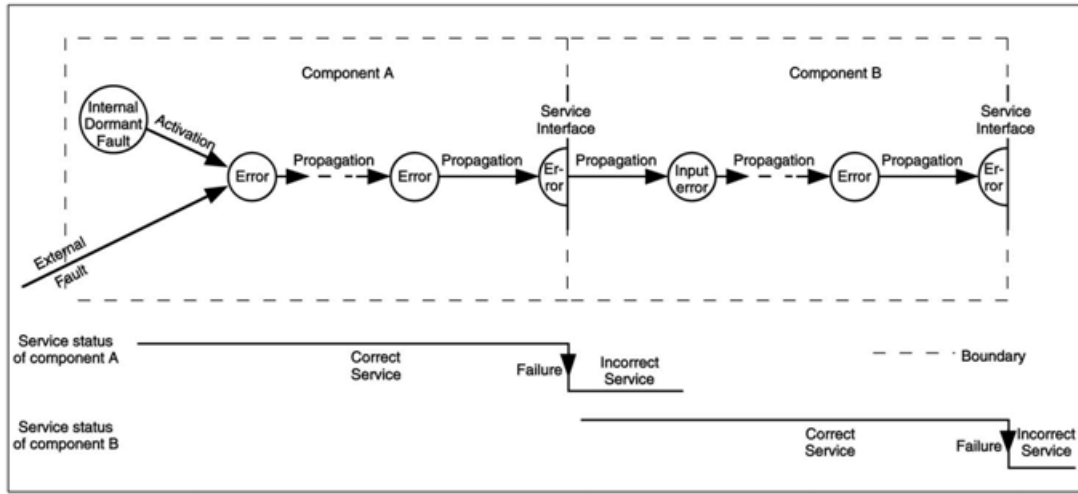 Component A
Component B
Internal
Dormant
Fault
Activation
Service
Interface
Service
Interface
Error
Propagation
Error
Propagation
Er-
ror
Propagation
Input
error
Propagation
Error
Propagation
Er-
ror
External
Fault
Service status
of component A
Correct
Service
Failure
Incorrect
Service
Boundary
Service status
of component B
Correct
Service
Failure
Incorrect
Service